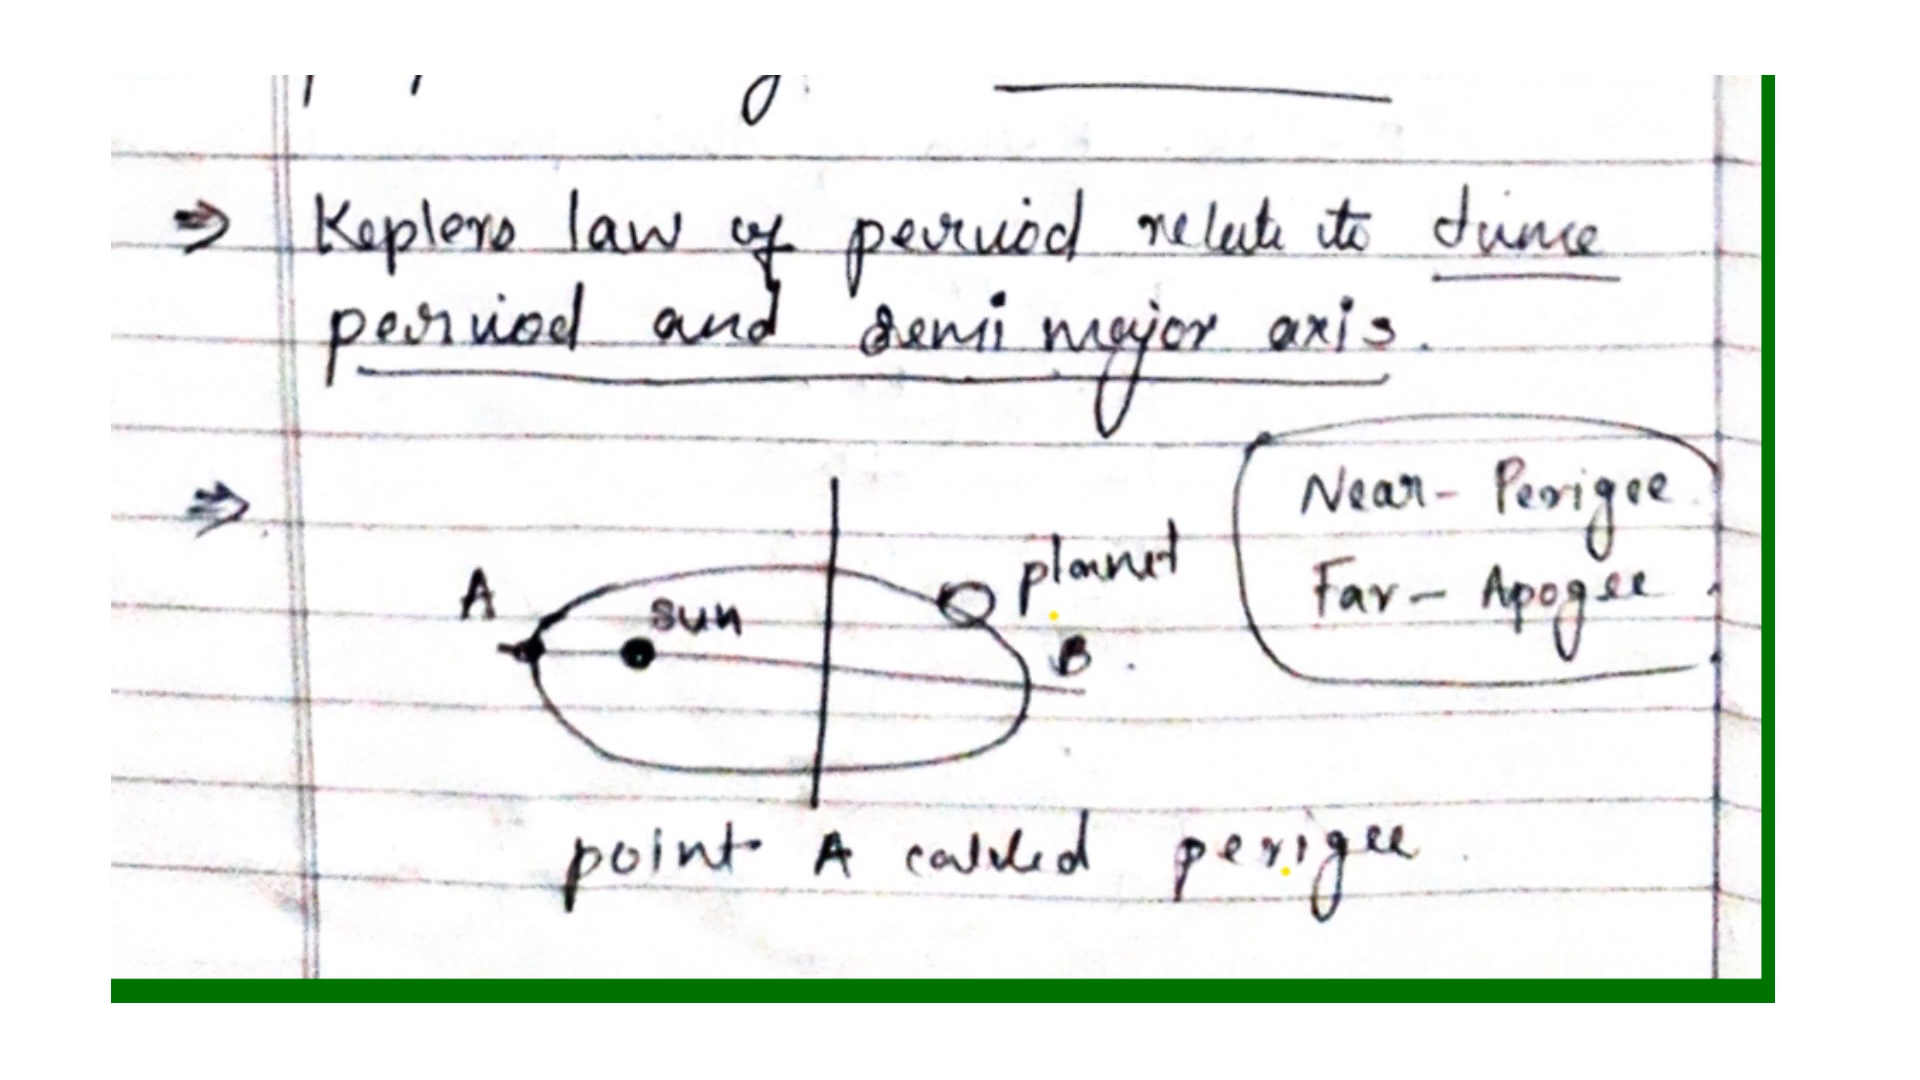 Keplers law of period relate to time
period and semi major axis.
Near - Perigee
Far - Apogee
planet
A
sun
B
point A called perigee